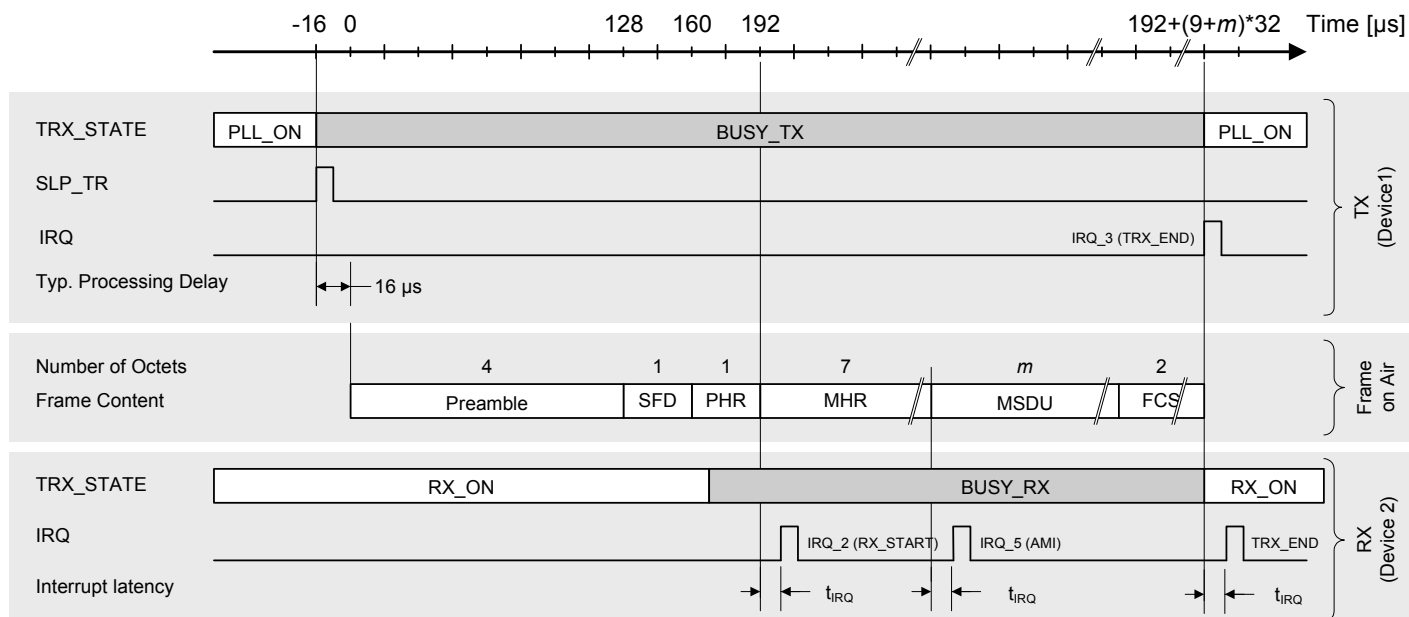 -16 0 128 160 192 192+(9+m)*32 Time [µs]
TRX_STATE PLL_ON BUSY_TX PLL_ON
SLP_TR
IRQ IRQ_3 (TRX_END)
Typ. Processing Delay 16 µs
TX
(Device1)
Number of Octets 4 1 1 7 m 2
Frame Content Preamble SFD PHR MHR MSDU FCS
Frame
on Air
TRX_STATE RX_ON BUSY_RX RX_ON
IRQ IRQ_2 (RX_START) IRQ_5 (AMI) TRX_END
Interrupt latency tIRQ tIRQ tIRQ
RX
(Device 2)